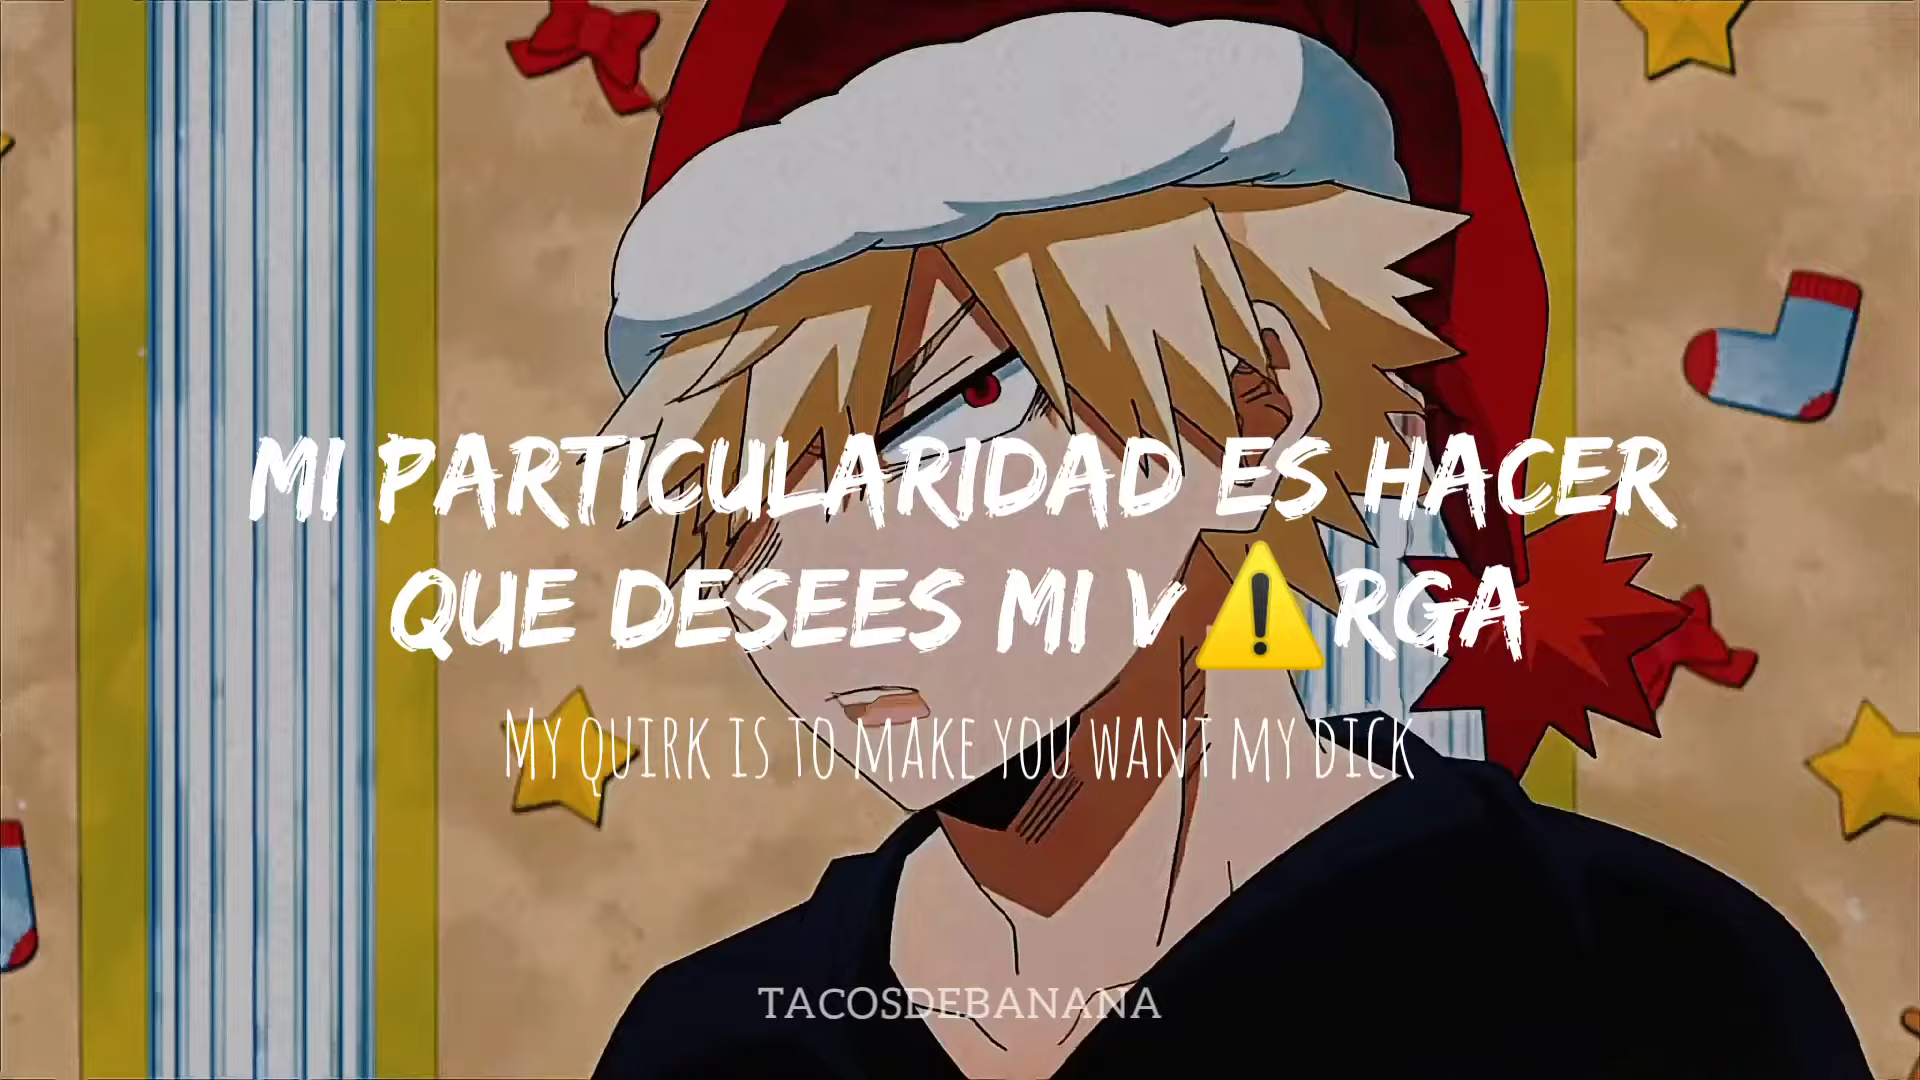 MI PARTICULARIDAD ES HACER
QUE DESEES MI V⚠️RGA
MY QUIRK IS TO MAKE YOU WANT MY DICK
TACOSDEBANANA